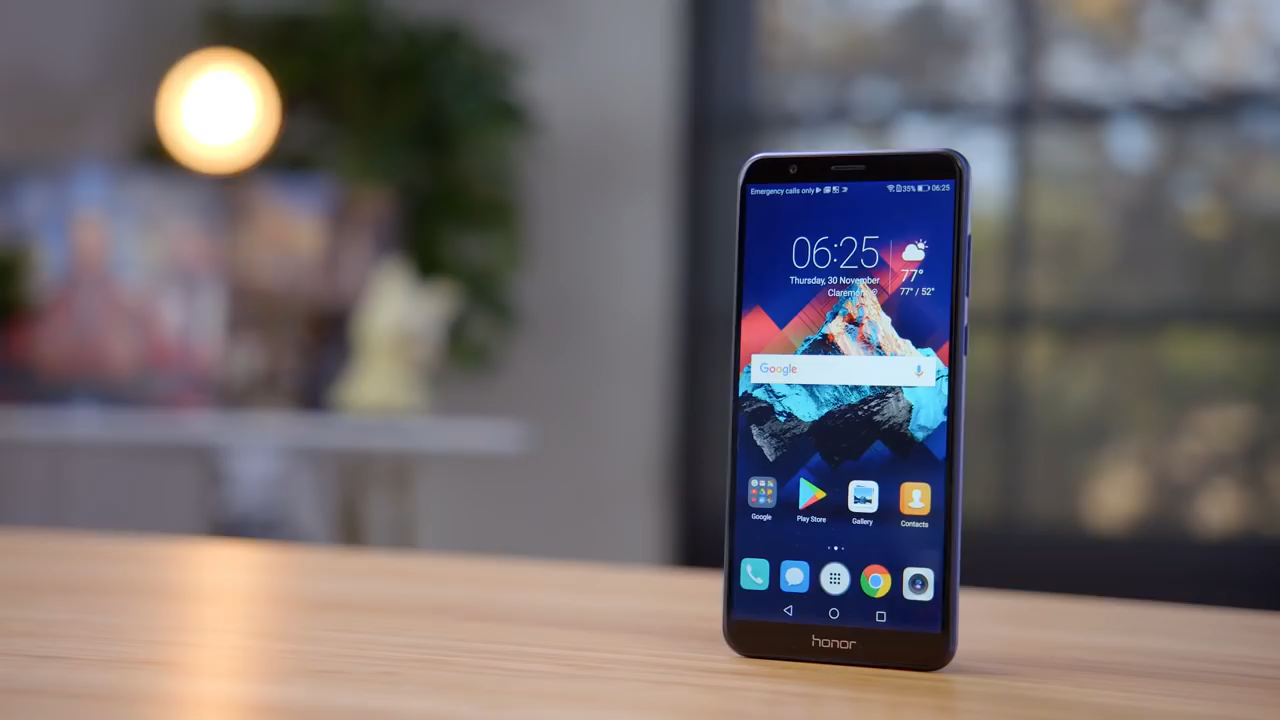 Emergency calls only
35% 06:25
06:25
Thursday, 30 November
Claremont
77°
77° / 52°
Google
Google
Play Store
Gallery
Contacts
honor